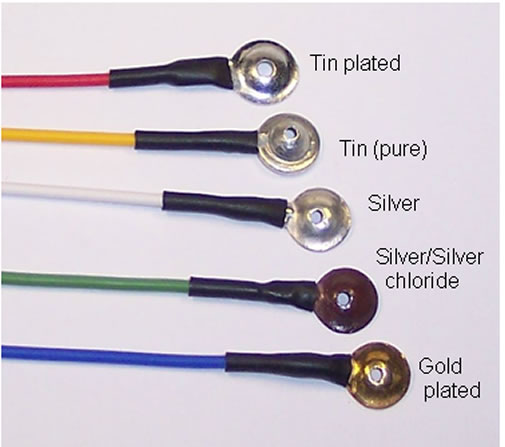 Tin plated
Tin (pure)
Silver
Silver/Silver
chloride
Gold
plated